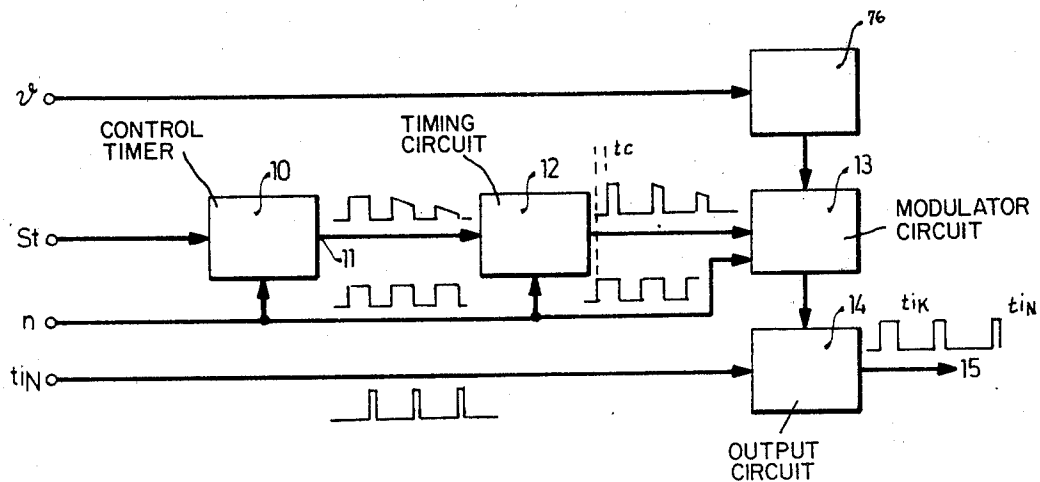 76
ϑ
CONTROL
TIMER
TIMING
CIRCUIT
tc
10
12
13
St
11
MODULATOR
CIRCUIT
n
14
tiK
tiN
tiN
15
OUTPUT
CIRCUIT